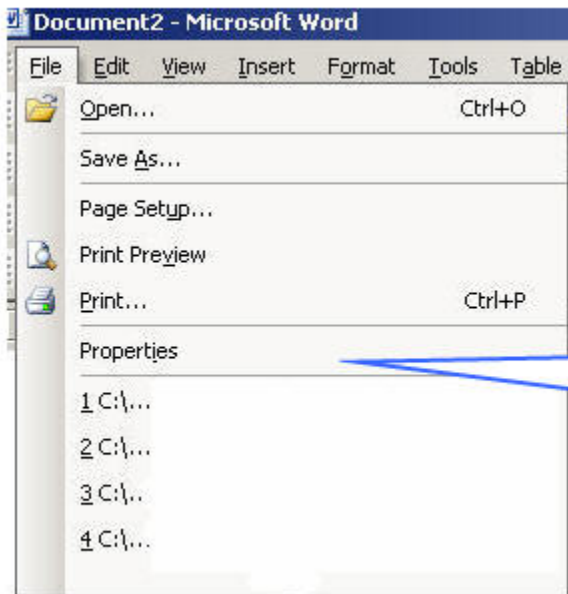 Document2 - Microsoft Word
File Edit View Insert Format Tools Table
Open... Ctrl+O
Save As...
Page Setup...
Print Preview
Print... Ctrl+P
Properties
1 C:\...
2 C:\...
3 C:\..
4 C:\...